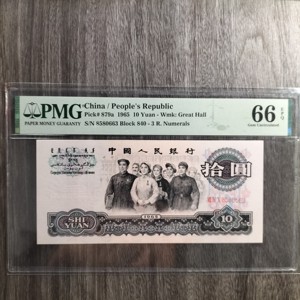 PMG
PAPER MONEY GUARANTY
China / People's Republic
Pick# 879a 1965 10 Yuan - Wmk: Great Hall
S/N 8580663 Block 840 - 3 R. Numerals
66 EPQ
Gem Uncirculated
中国人民银行
拾圆
1965
SHI
YUAN
10